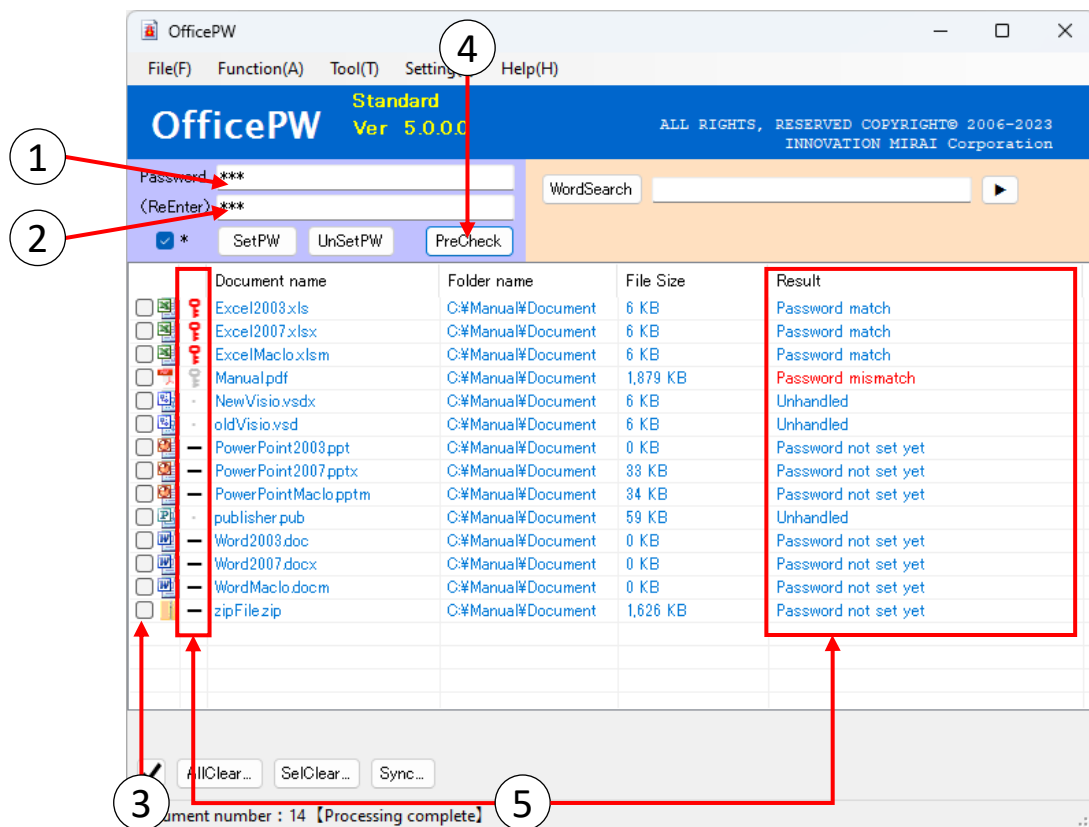 OfficePW
4
File(F) Function(A) Tool(T) Setting( Help(H)
OfficePW Standard
Ver 5.0.0.0
ALL RIGHTS, RESERVED COPYRIGHT© 2006-2023
INNOVATION MIRAI Corporation
1
Password ***
WordSearch
(ReEnter) ***
2
* SetPW UnSetPW PreCheck
Document name Folder name File Size Result
Excel2003.xls C:¥Manual¥Document 6 KB Password match
Excel2007.xlsx C:¥Manual¥Document 6 KB Password match
ExcelMaclo.xlsm C:¥Manual¥Document 6 KB Password match
Manual.pdf C:¥Manual¥Document 1,879 KB Password mismatch
NewVisio.vsdx C:¥Manual¥Document 6 KB Unhandled
oldVisio.vsd C:¥Manual¥Document 6 KB Unhandled
PowerPoint2003.ppt C:¥Manual¥Document 0 KB Password not set yet
PowerPoint2007.pptx C:¥Manual¥Document 33 KB Password not set yet
PowerPointMaclo.pptm C:¥Manual¥Document 34 KB Password not set yet
publisher.pub C:¥Manual¥Document 59 KB Unhandled
Word2003.doc C:¥Manual¥Document 0 KB Password not set yet
Word2007.docx C:¥Manual¥Document 0 KB Password not set yet
WordMaclo.docm C:¥Manual¥Document 0 KB Password not set yet
zipFile.zip C:¥Manual¥Document 1,626 KB Password not set yet
AllClear... SelClear... Sync...
3 5
ument number : 14【Processing complete】